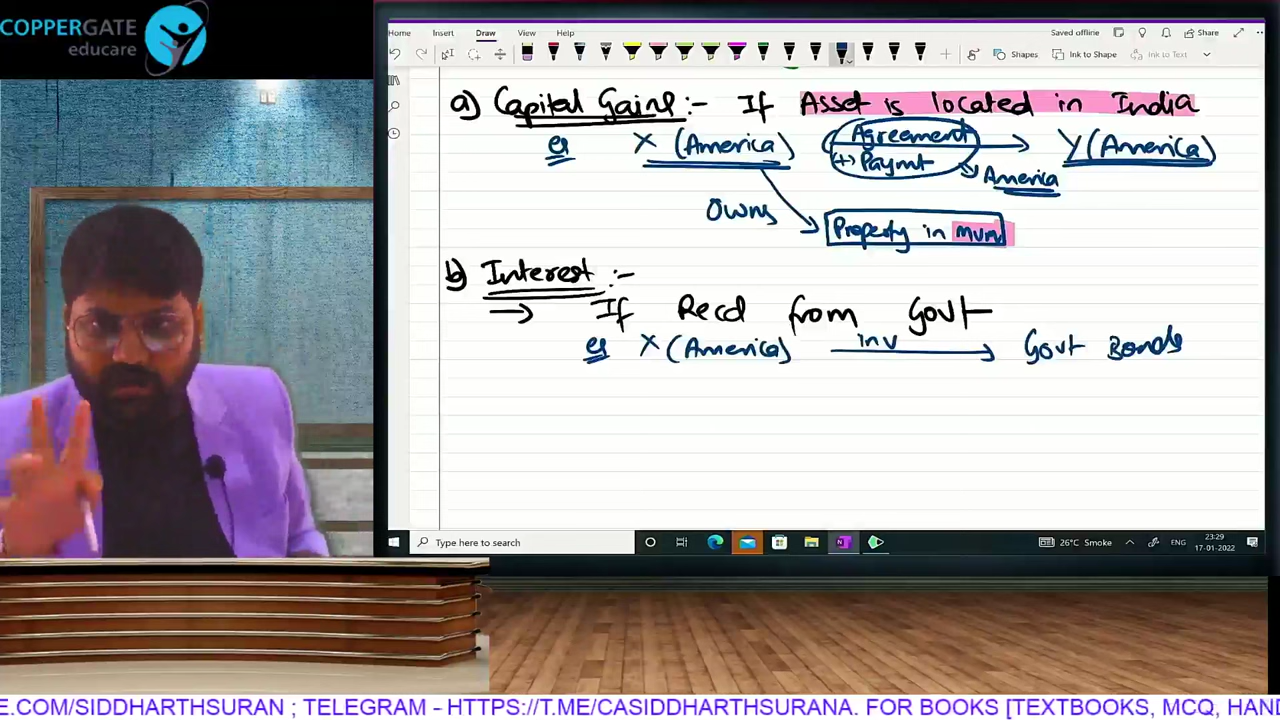 COPPERGATE
educare
Home Insert Draw View Help
Saved offline Share
Shapes Ink to Shape Ink to Text
a) Capital Gains :- If Asset is located in India
eg X (America) Agreement Y (America)
(+) Paymt America
Owns
Property in mum
b) Interest :-
→ If Recd from Govt
eg X (America) inv Govt Bonds
Type here to search
26°C Smoke ENG 23:29
17-01-2022
E.COM/SIDDHARTHSURAN ; TELEGRAM - HTTPS://T.ME/CASIDDHARTHSURANA. FOR BOOKS [TEXTBOOKS, MCQ, HAND